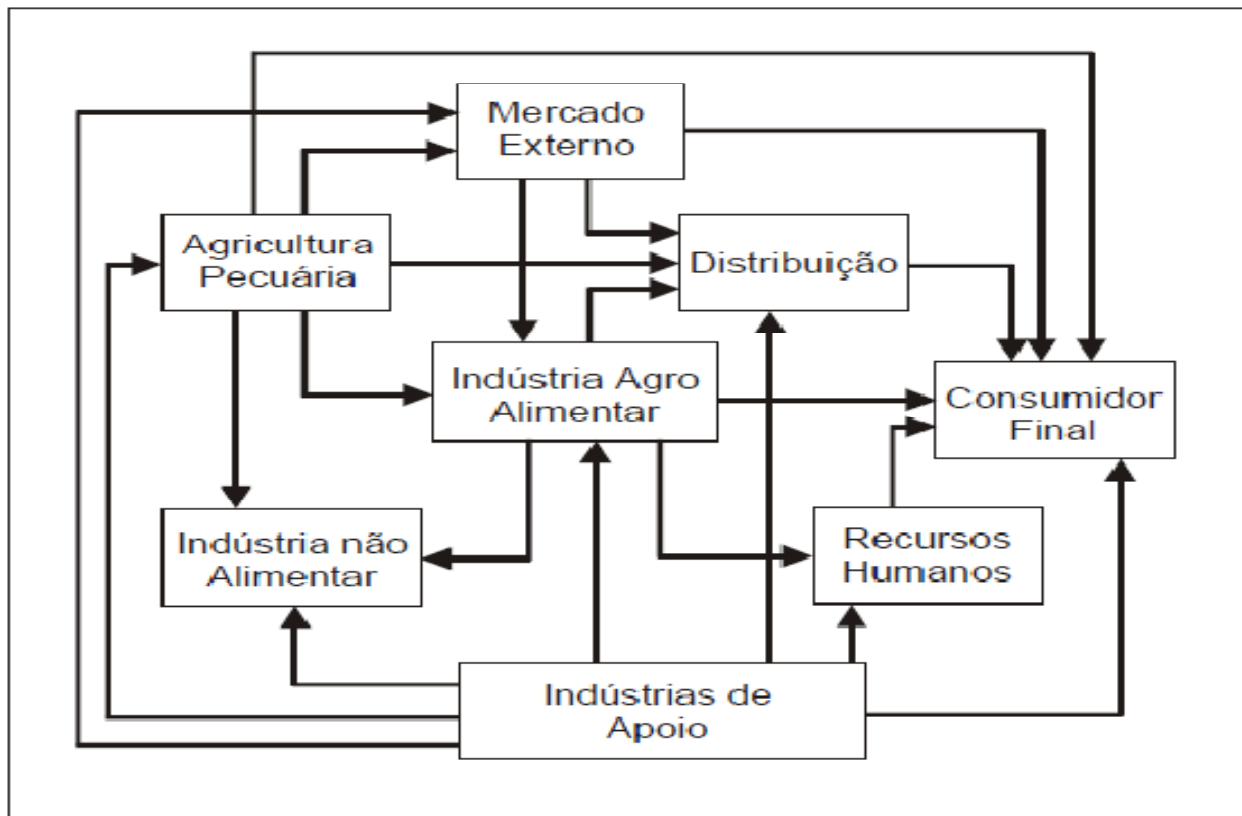 Mercado
Externo
Agricultura
Pecuária
Distribuição
Indústria Agro
Alimentar
Consumidor
Final
Indústria não
Alimentar
Recursos
Humanos
Indústrias de
Apoio